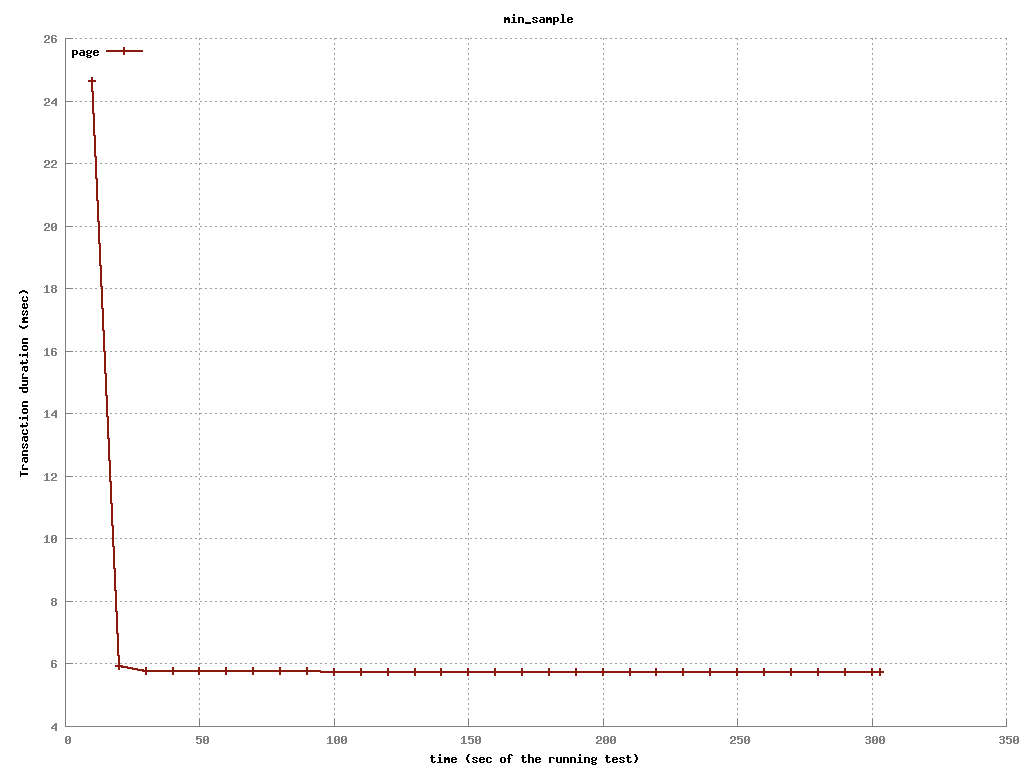 min_sample
page
26
24
22
20
18
16
14
12
10
8
6
4
Transaction duration (msec)
0 50 100 150 200 250 300 350
time (sec of the running test)